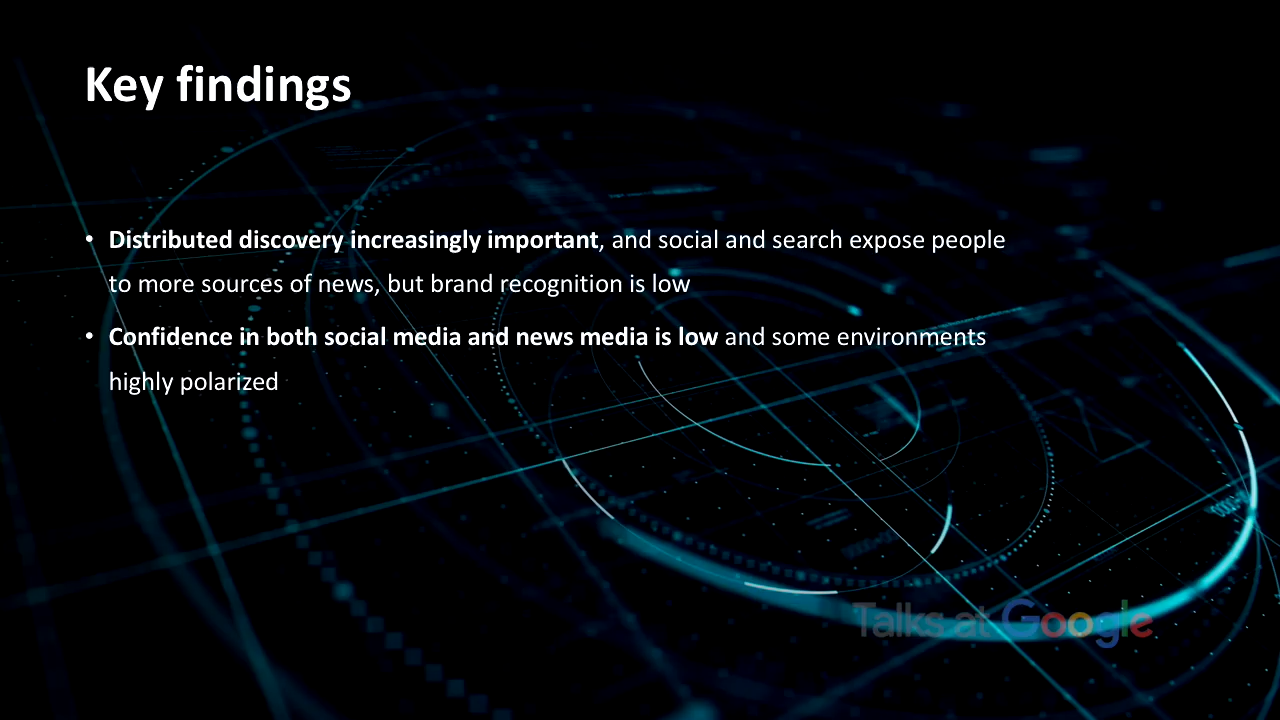 Key findings
• Distributed discovery increasingly important, and social and search expose people
to more sources of news, but brand recognition is low
• Confidence in both social media and news media is low and some environments
highly polarized
Talks at Google